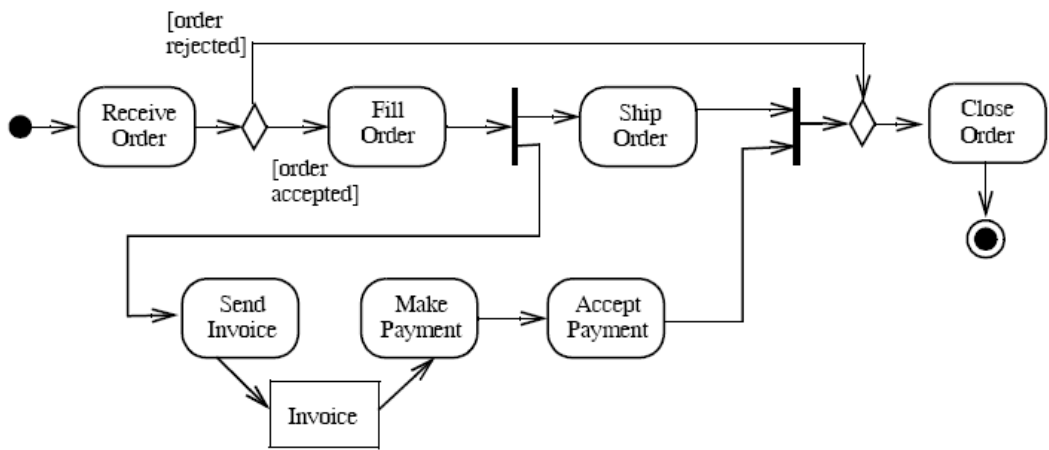 [order
rejected]
Receive
Order
Fill
Order
Ship
Order
Close
Order
[order
accepted]
Send
Invoice
Make
Payment
Accept
Payment
Invoice